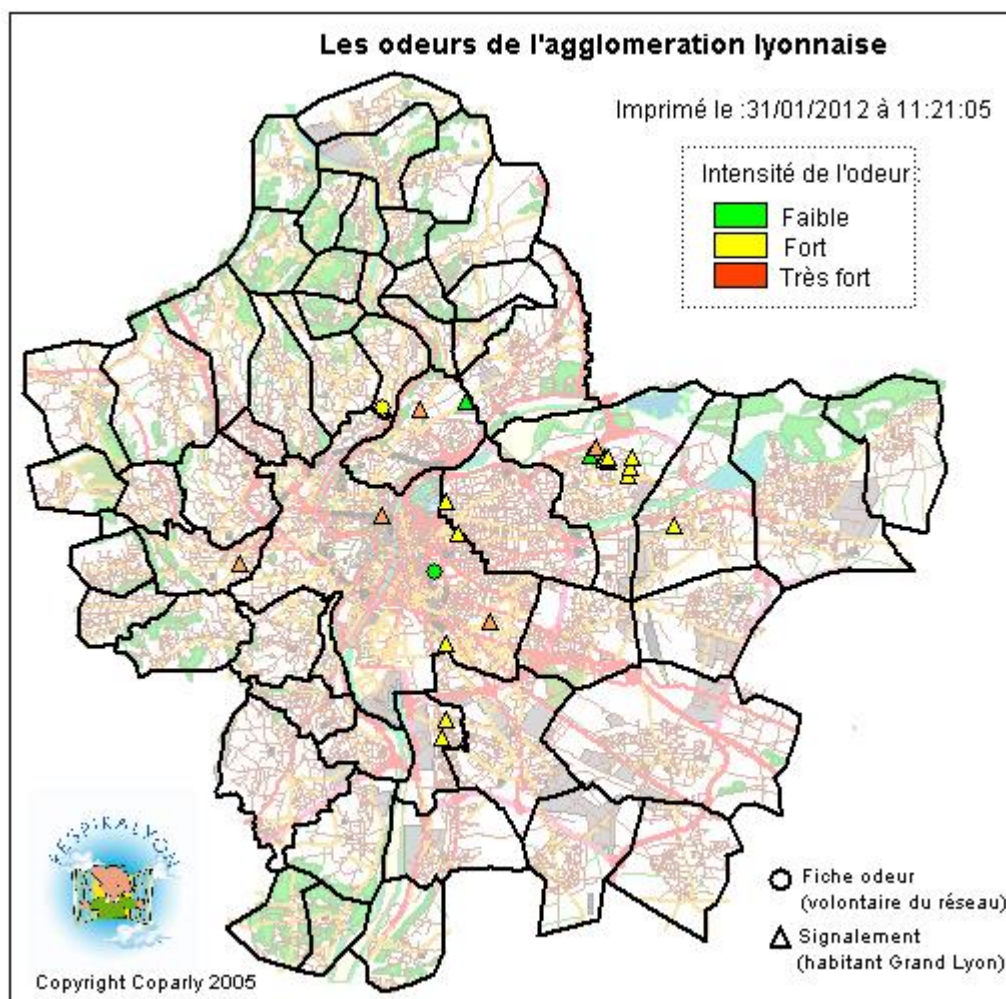 Les odeurs de l'agglomeration lyonnaise
Imprimé le :31/01/2012 à 11:21:05
Intensité de l'odeur :
Faible
Fort
Très fort
RESPIRALYON
Fiche odeur
(volontaire du réseau)
Signalement
(habitant Grand Lyon)
Copyright Coparly 2005